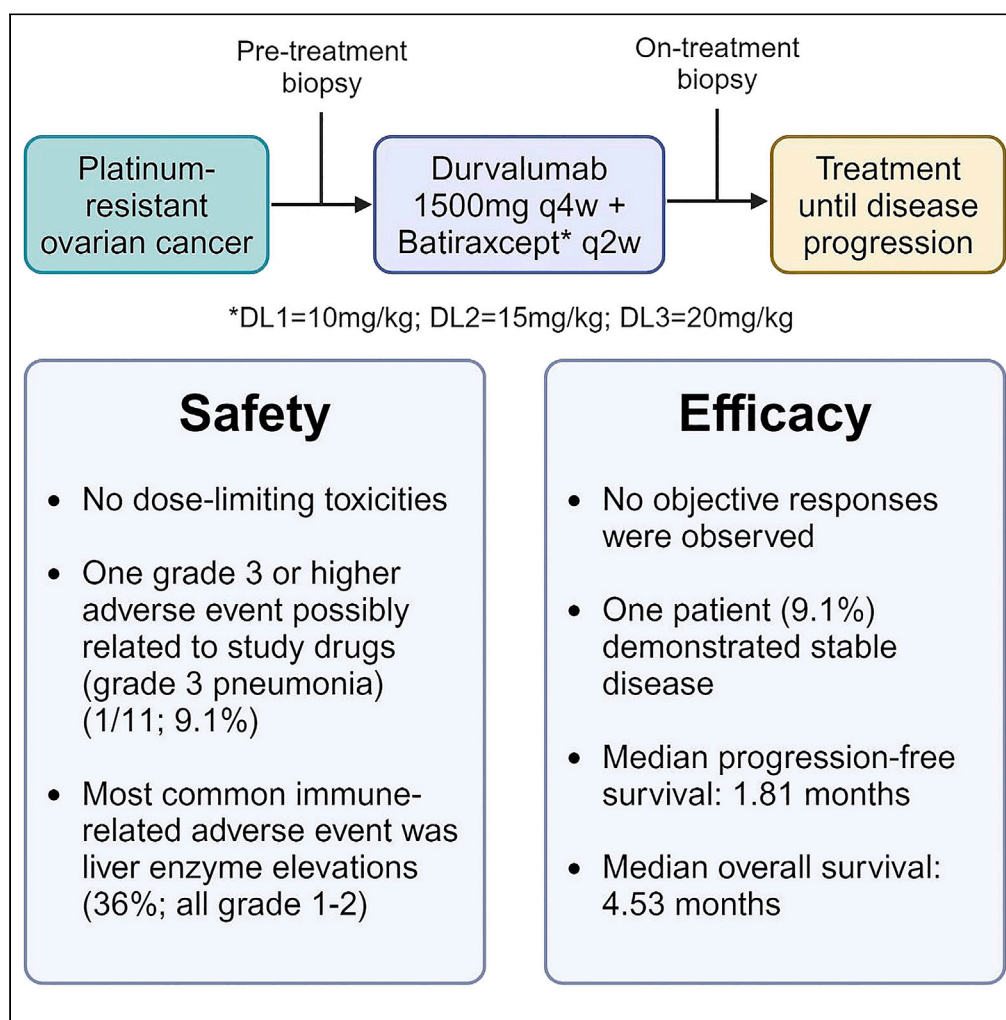 Pre-treatment
biopsy
On-treatment
biopsy
Platinum-
resistant
ovarian cancer
Durvalumab
1500mg q4w +
Batiraxcept* q2w
Treatment
until disease
progression
*DL1=10mg/kg; DL2=15mg/kg; DL3=20mg/kg
Safety
• No dose-limiting toxicities
• One grade 3 or higher
adverse event possibly
related to study drugs
(grade 3 pneumonia)
(1/11; 9.1%)
• Most common immune-
related adverse event was
liver enzyme elevations
(36%; all grade 1-2)
Efficacy
• No objective responses
were observed
• One patient (9.1%)
demonstrated stable
disease
• Median progression-free
survival: 1.81 months
• Median overall survival:
4.53 months